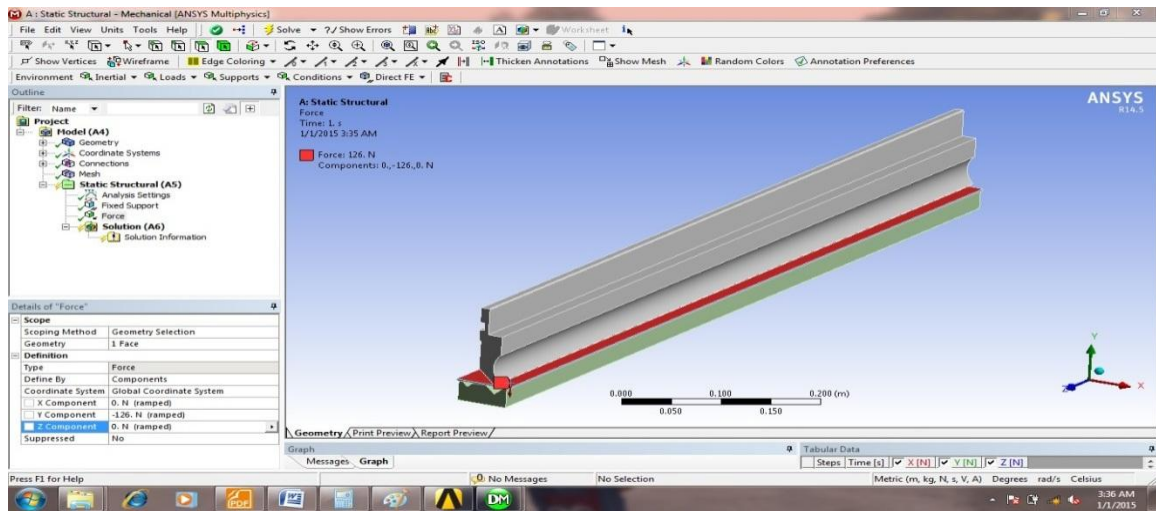 A : Static Structural - Mechanical [ANSYS Multiphysics]
File Edit View Units Tools Help Solve ?/ Show Errors Worksheet
Show Vertices Wireframe Edge Coloring Thicken Annotations Show Mesh Random Colors Annotation Preferences
Environment Inertial Loads Supports Conditions Direct FE
Outline
Filter: Name
Project
Model (A4)
Geometry
Coordinate Systems
Connections
Mesh
Static Structural (A5)
Analysis Settings
Fixed Support
Force
Solution (A6)
Solution Information
Details of "Force"
Scope
Scoping Method Geometry Selection
Geometry 1 Face
Definition
Type Force
Define By Components
Coordinate System Global Coordinate System
X Component 0. N (ramped)
Y Component -126. N (ramped)
Z Component 0. N (ramped)
Suppressed No
A: Static Structural
Force
Time: 1. s
1/1/2015 3:35 AM
Force: 126. N
Components: 0.,-126.,0. N
ANSYS
R14.5
Y
Z X
0.000 0.100 0.200 (m)
0.050 0.150
Geometry Print Preview Report Preview
Graph
Messages Graph
Tabular Data
Steps Time [s] X [N] Y [N] Z [N]
Press F1 for Help No Messages No Selection Metric (m, kg, N, s, V, A) Degrees rad/s Celsius
PDF DM
3:36 AM
1/1/2015